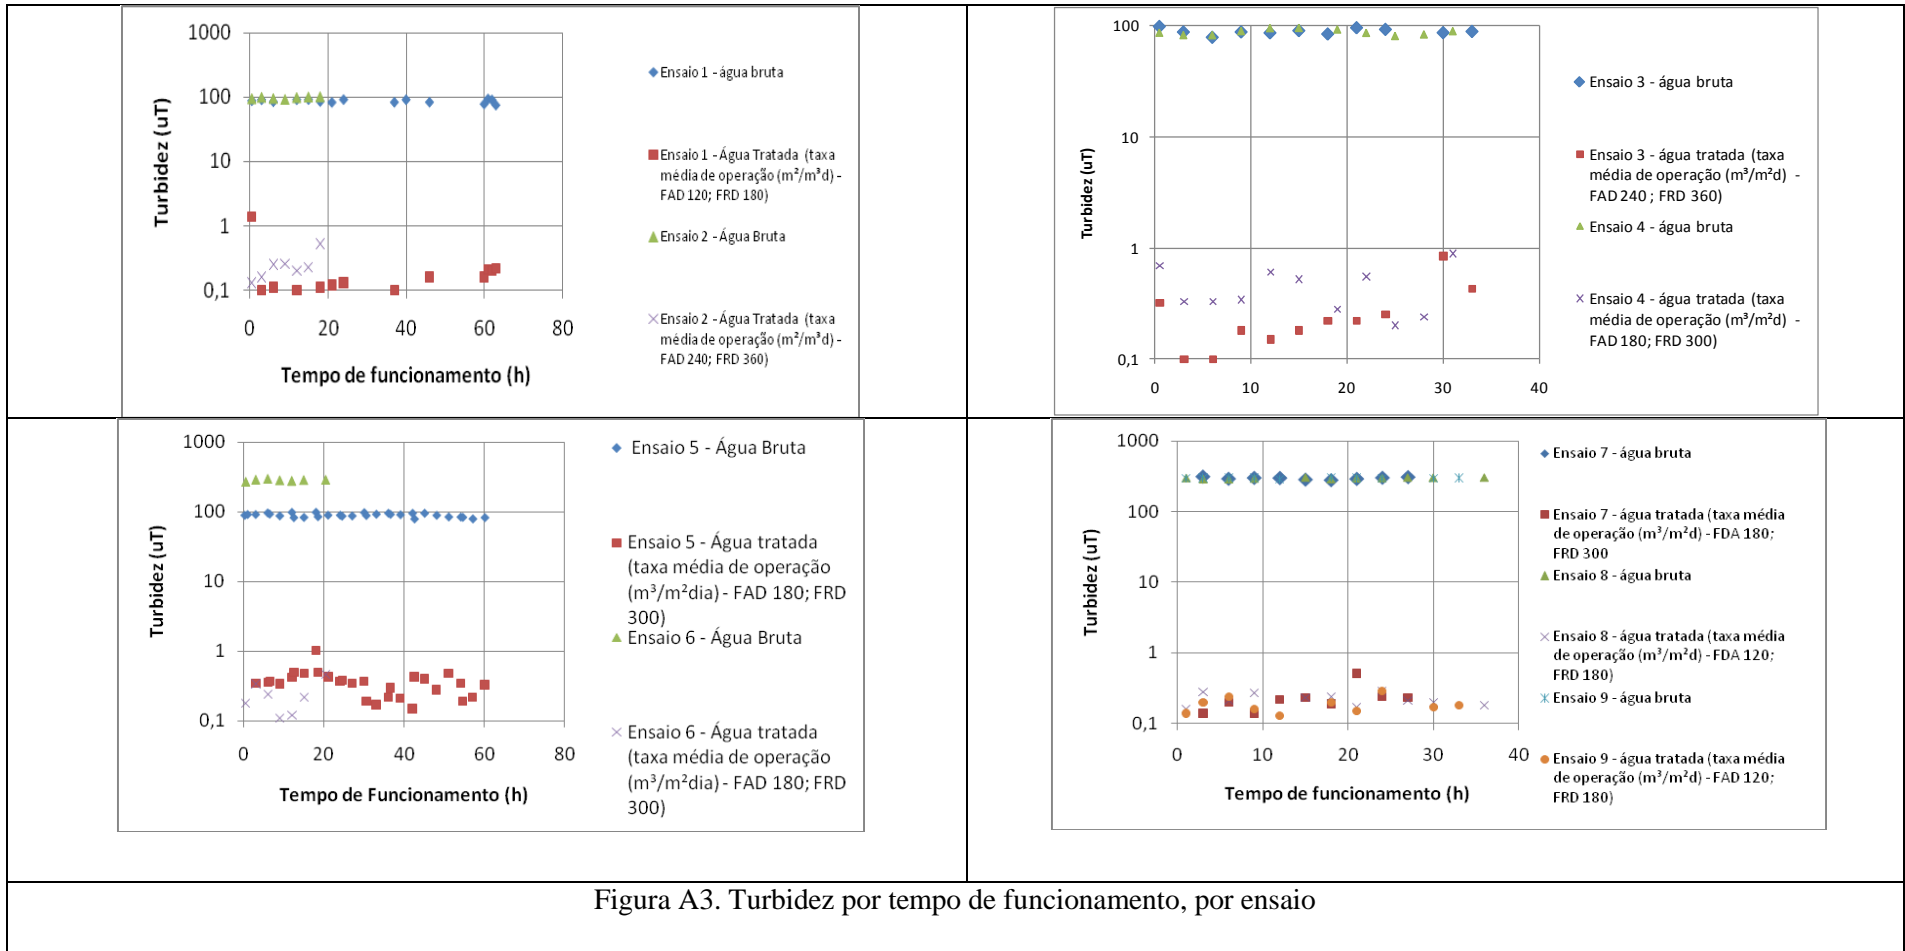 1000
100
10
1
0,1
0
20
40
60
80
Turbidez (uT)
Tempo de funcionamento (h)
Ensaio 1 - água bruta
Ensaio 1 - Água Tratada (taxa
média de operação (m²/m³d) -
FAD 120; FRD 180)
Ensaio 2 - Água Bruta
Ensaio 2 - Água Tratada (taxa
média de operação (m²/m³d) -
FAD 240; FRD 360)
100
10
1
0,1
0
10
20
30
40
Turbidez (uT)
Ensaio 3 - água bruta
Ensaio 3 - água tratada (taxa
média de operação (m³/m²d) -
FAD 240 ; FRD 360)
Ensaio 4 - água bruta
Ensaio 4 - água tratada (taxa
média de operação (m³/m²d) -
FAD 180; FRD 300)
1000
100
10
1
0,1
0
20
40
60
80
Turbidez (uT)
Tempo de Funcionamento (h)
Ensaio 5 - Água Bruta
Ensaio 5 - Água tratada
(taxa média de operação
(m³/m²dia) - FAD 180; FRD
300)
Ensaio 6 - Água Bruta
Ensaio 6 - Água tratada
(taxa média de operação
(m³/m²dia) - FAD 180; FRD
300)
1000
100
10
1
0,1
0
10
20
30
40
Turbidez (uT)
Tempo de funcionamento (h)
Ensaio 7 - água bruta
Ensaio 7 - água tratada (taxa média
de operação (m³/m²d) - FDA 180;
FRD 300
Ensaio 8 - água bruta
Ensaio 8 - água tratada (taxa média
de operação (m³/m²d) - FDA 120;
FRD 180)
Ensaio 9 - água bruta
Ensaio 9 - água tratada (taxa média
de operação (m³/m²d) - FAD 120;
FRD 180)
Figura A3. Turbidez por tempo de funcionamento, por ensaio